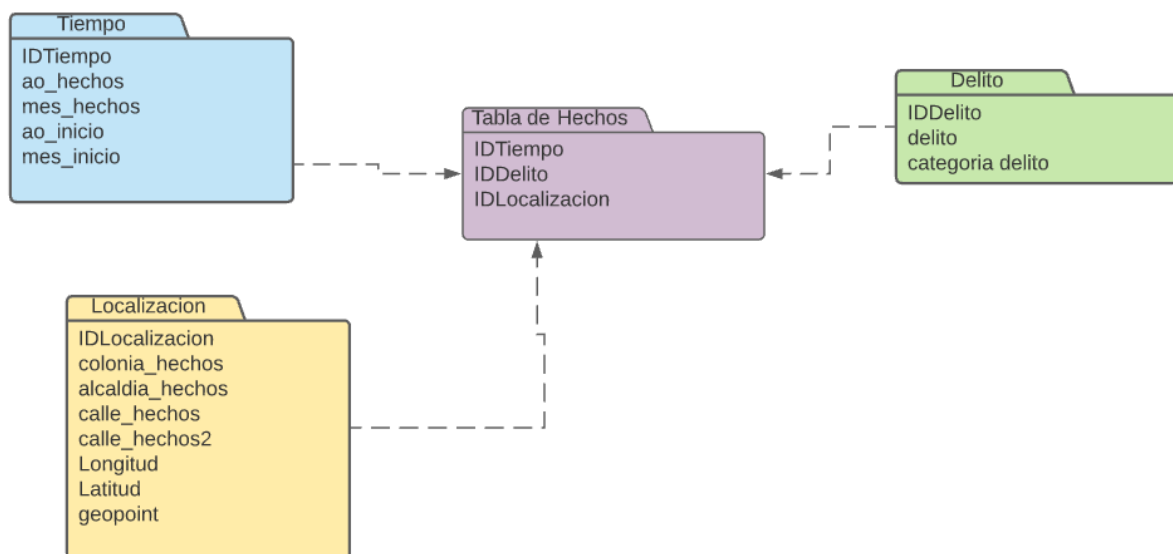 Tiempo
IDTiempo
ao_hechos
mes_hechos
ao_inicio
mes_inicio
Tabla de Hechos
IDTiempo
IDDelito
IDLocalizacion
Delito
IDDelito
delito
categoria delito
Localizacion
IDLocalizacion
colonia_hechos
alcaldia_hechos
calle_hechos
calle_hechos2
Longitud
Latitud
geopoint